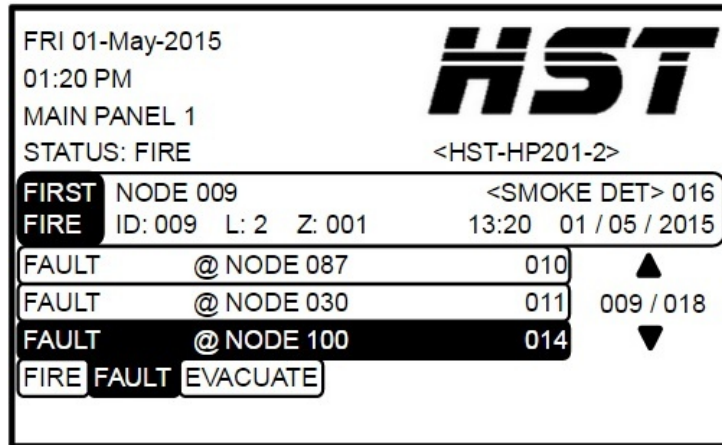 FRI 01-May-2015
01:20 PM
MAIN PANEL 1
STATUS: FIRE
HST
<HST-HP201-2>
FIRST NODE 009 <SMOKE DET> 016
FIRE ID: 009 L: 2 Z: 001 13:20 01 / 05 / 2015
FAULT @ NODE 087 010
FAULT @ NODE 030 011 009 / 018
FAULT @ NODE 100 014
FIRE FAULT EVACUATE